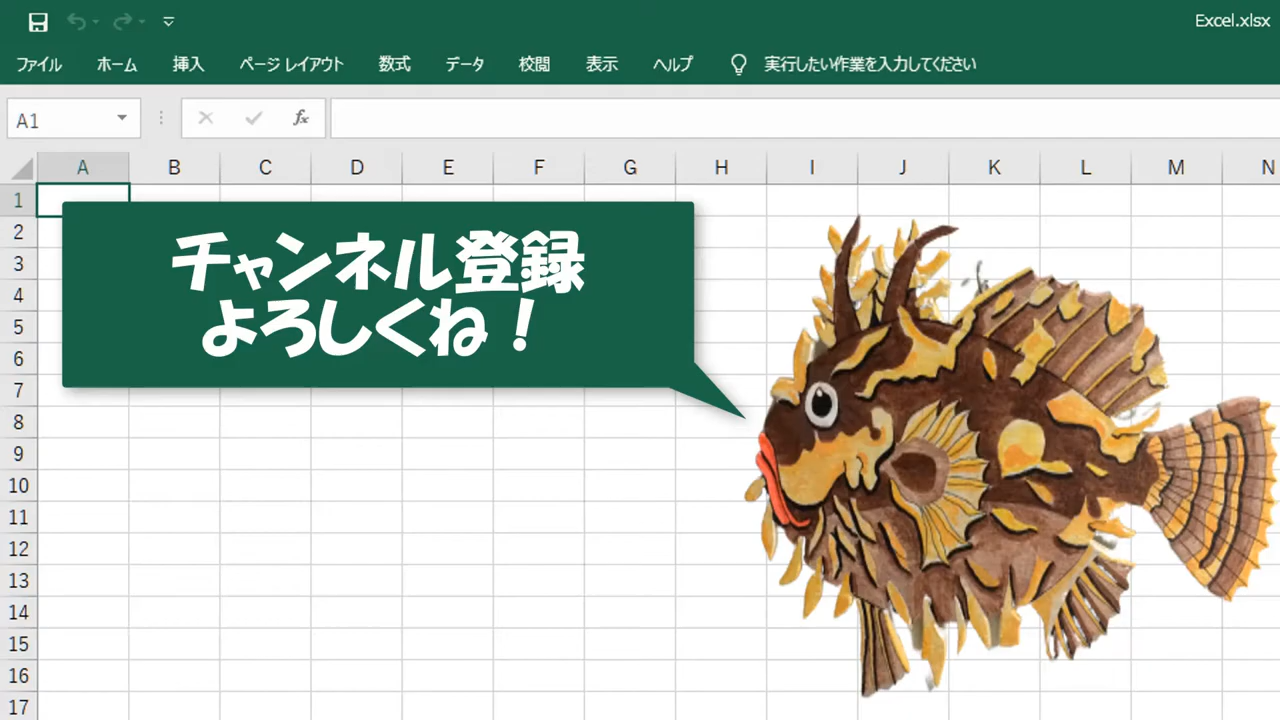 Excel.xlsx
ファイル ホーム 挿入 ページ レイアウト 数式 データ 校閲 表示 ヘルプ 実行したい作業を入力してください
A1 fx
A B C D E F G H I J K L M N
1
2
3
4
5
6
7
8
9
10
11
12
13
14
15
16
17
チャンネル登録
よろしくね！